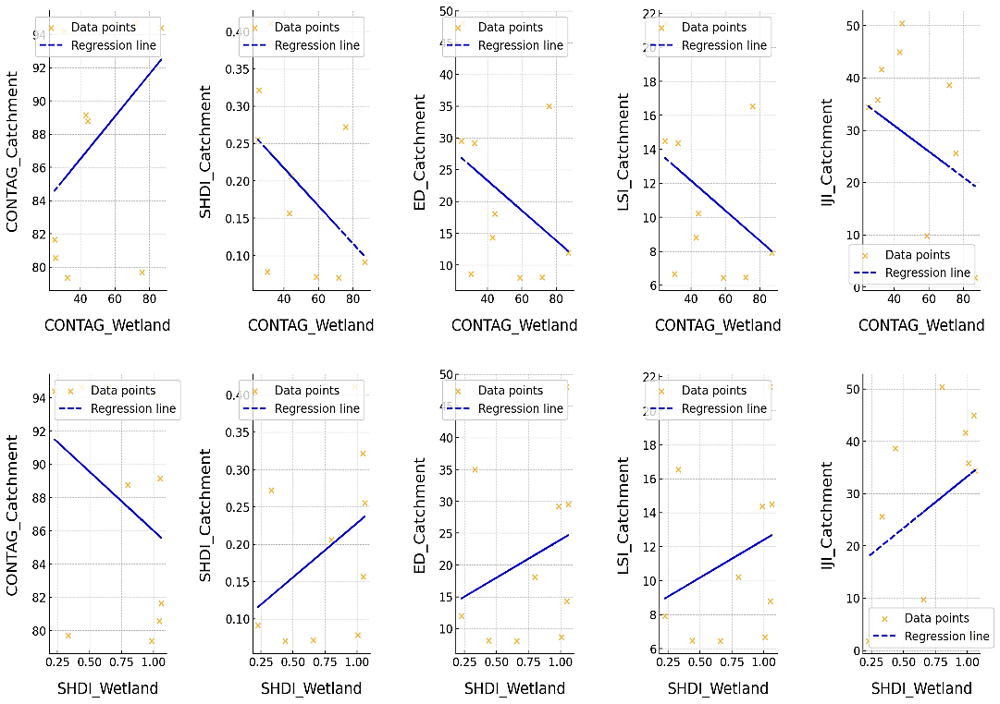 94
92
90
88
86
84
82
80
40 60 80
CONTAG_Catchment
CONTAG_Wetland
Data points
Regression line
0.40
0.35
0.30
0.25
0.20
0.15
0.10
40 60 80
SHDI_Catchment
CONTAG_Wetland
Data points
Regression line
50
45
40
35
30
25
20
15
10
40 60 80
ED_Catchment
CONTAG_Wetland
Data points
Regression line
22
20
18
16
14
12
10
8
6
40 60 80
LSI_Catchment
CONTAG_Wetland
Data points
Regression line
50
40
30
20
10
0
40 60 80
IJI_Catchment
CONTAG_Wetland
Data points
Regression line
94
92
90
88
86
84
82
80
0.25 0.50 0.75 1.00
CONTAG_Catchment
SHDI_Wetland
Data points
Regression line
0.40
0.35
0.30
0.25
0.20
0.15
0.10
0.25 0.50 0.75 1.00
SHDI_Catchment
SHDI_Wetland
Data points
Regression line
50
45
40
35
30
25
20
15
10
0.25 0.50 0.75 1.00
ED_Catchment
SHDI_Wetland
Data points
Regression line
22
20
18
16
14
12
10
8
6
0.25 0.50 0.75 1.00
LSI_Catchment
SHDI_Wetland
Data points
Regression line
50
40
30
20
10
0
0.25 0.50 0.75 1.00
IJI_Catchment
SHDI_Wetland
Data points
Regression line